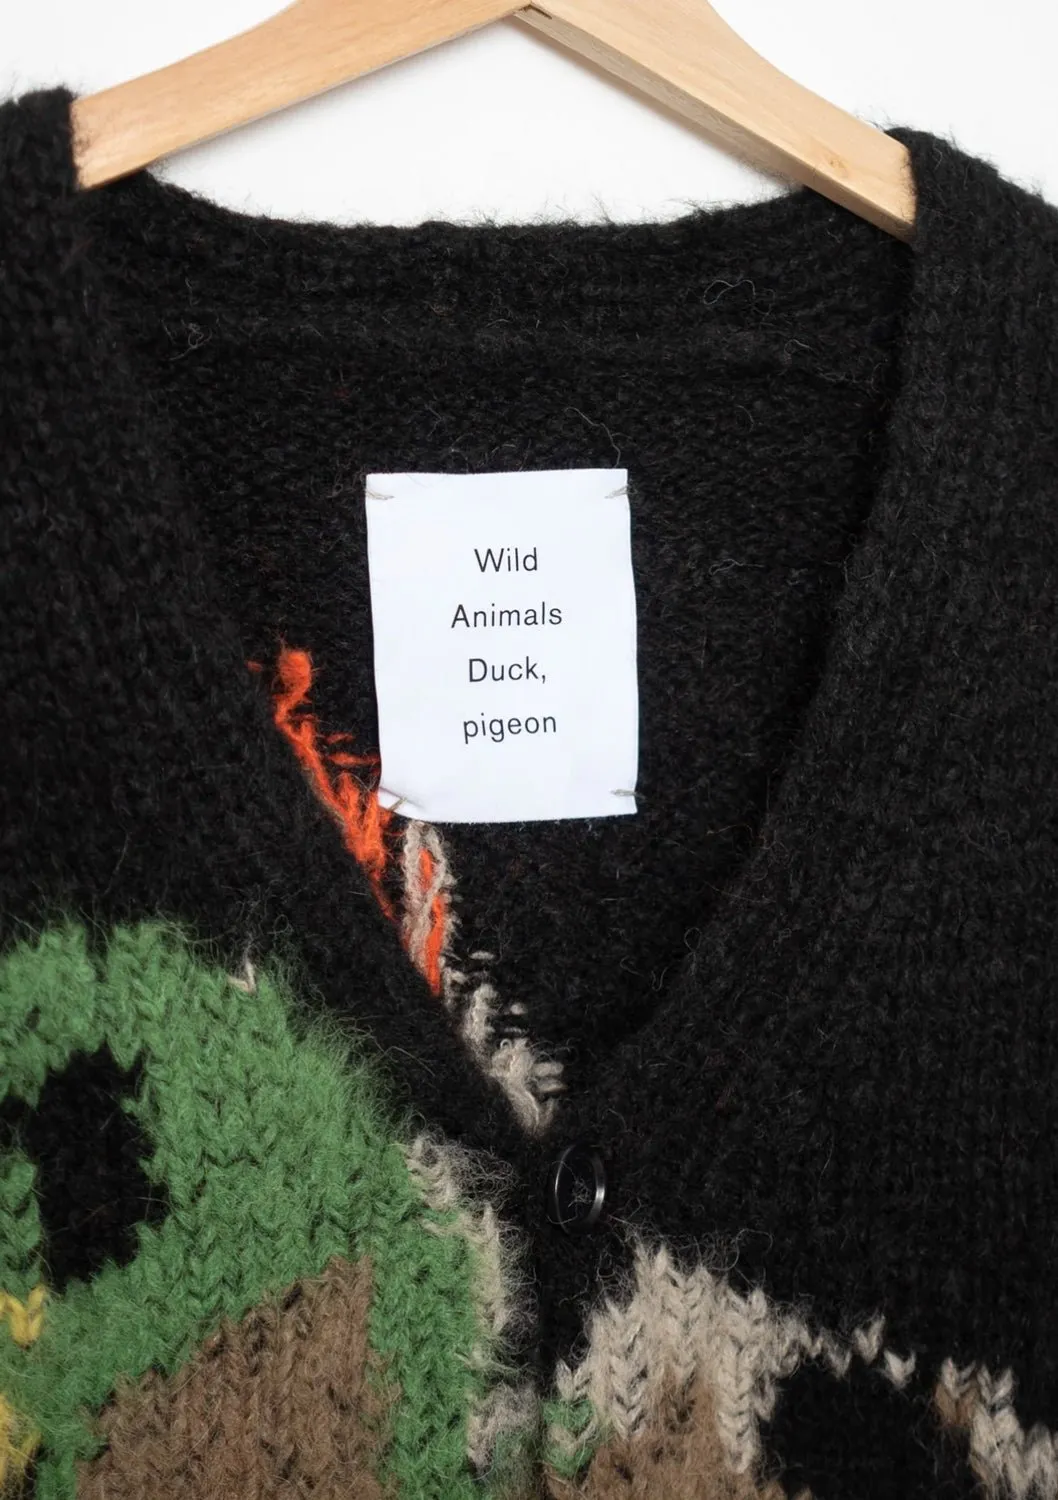 Wild
Animals
Duck,
pigeon